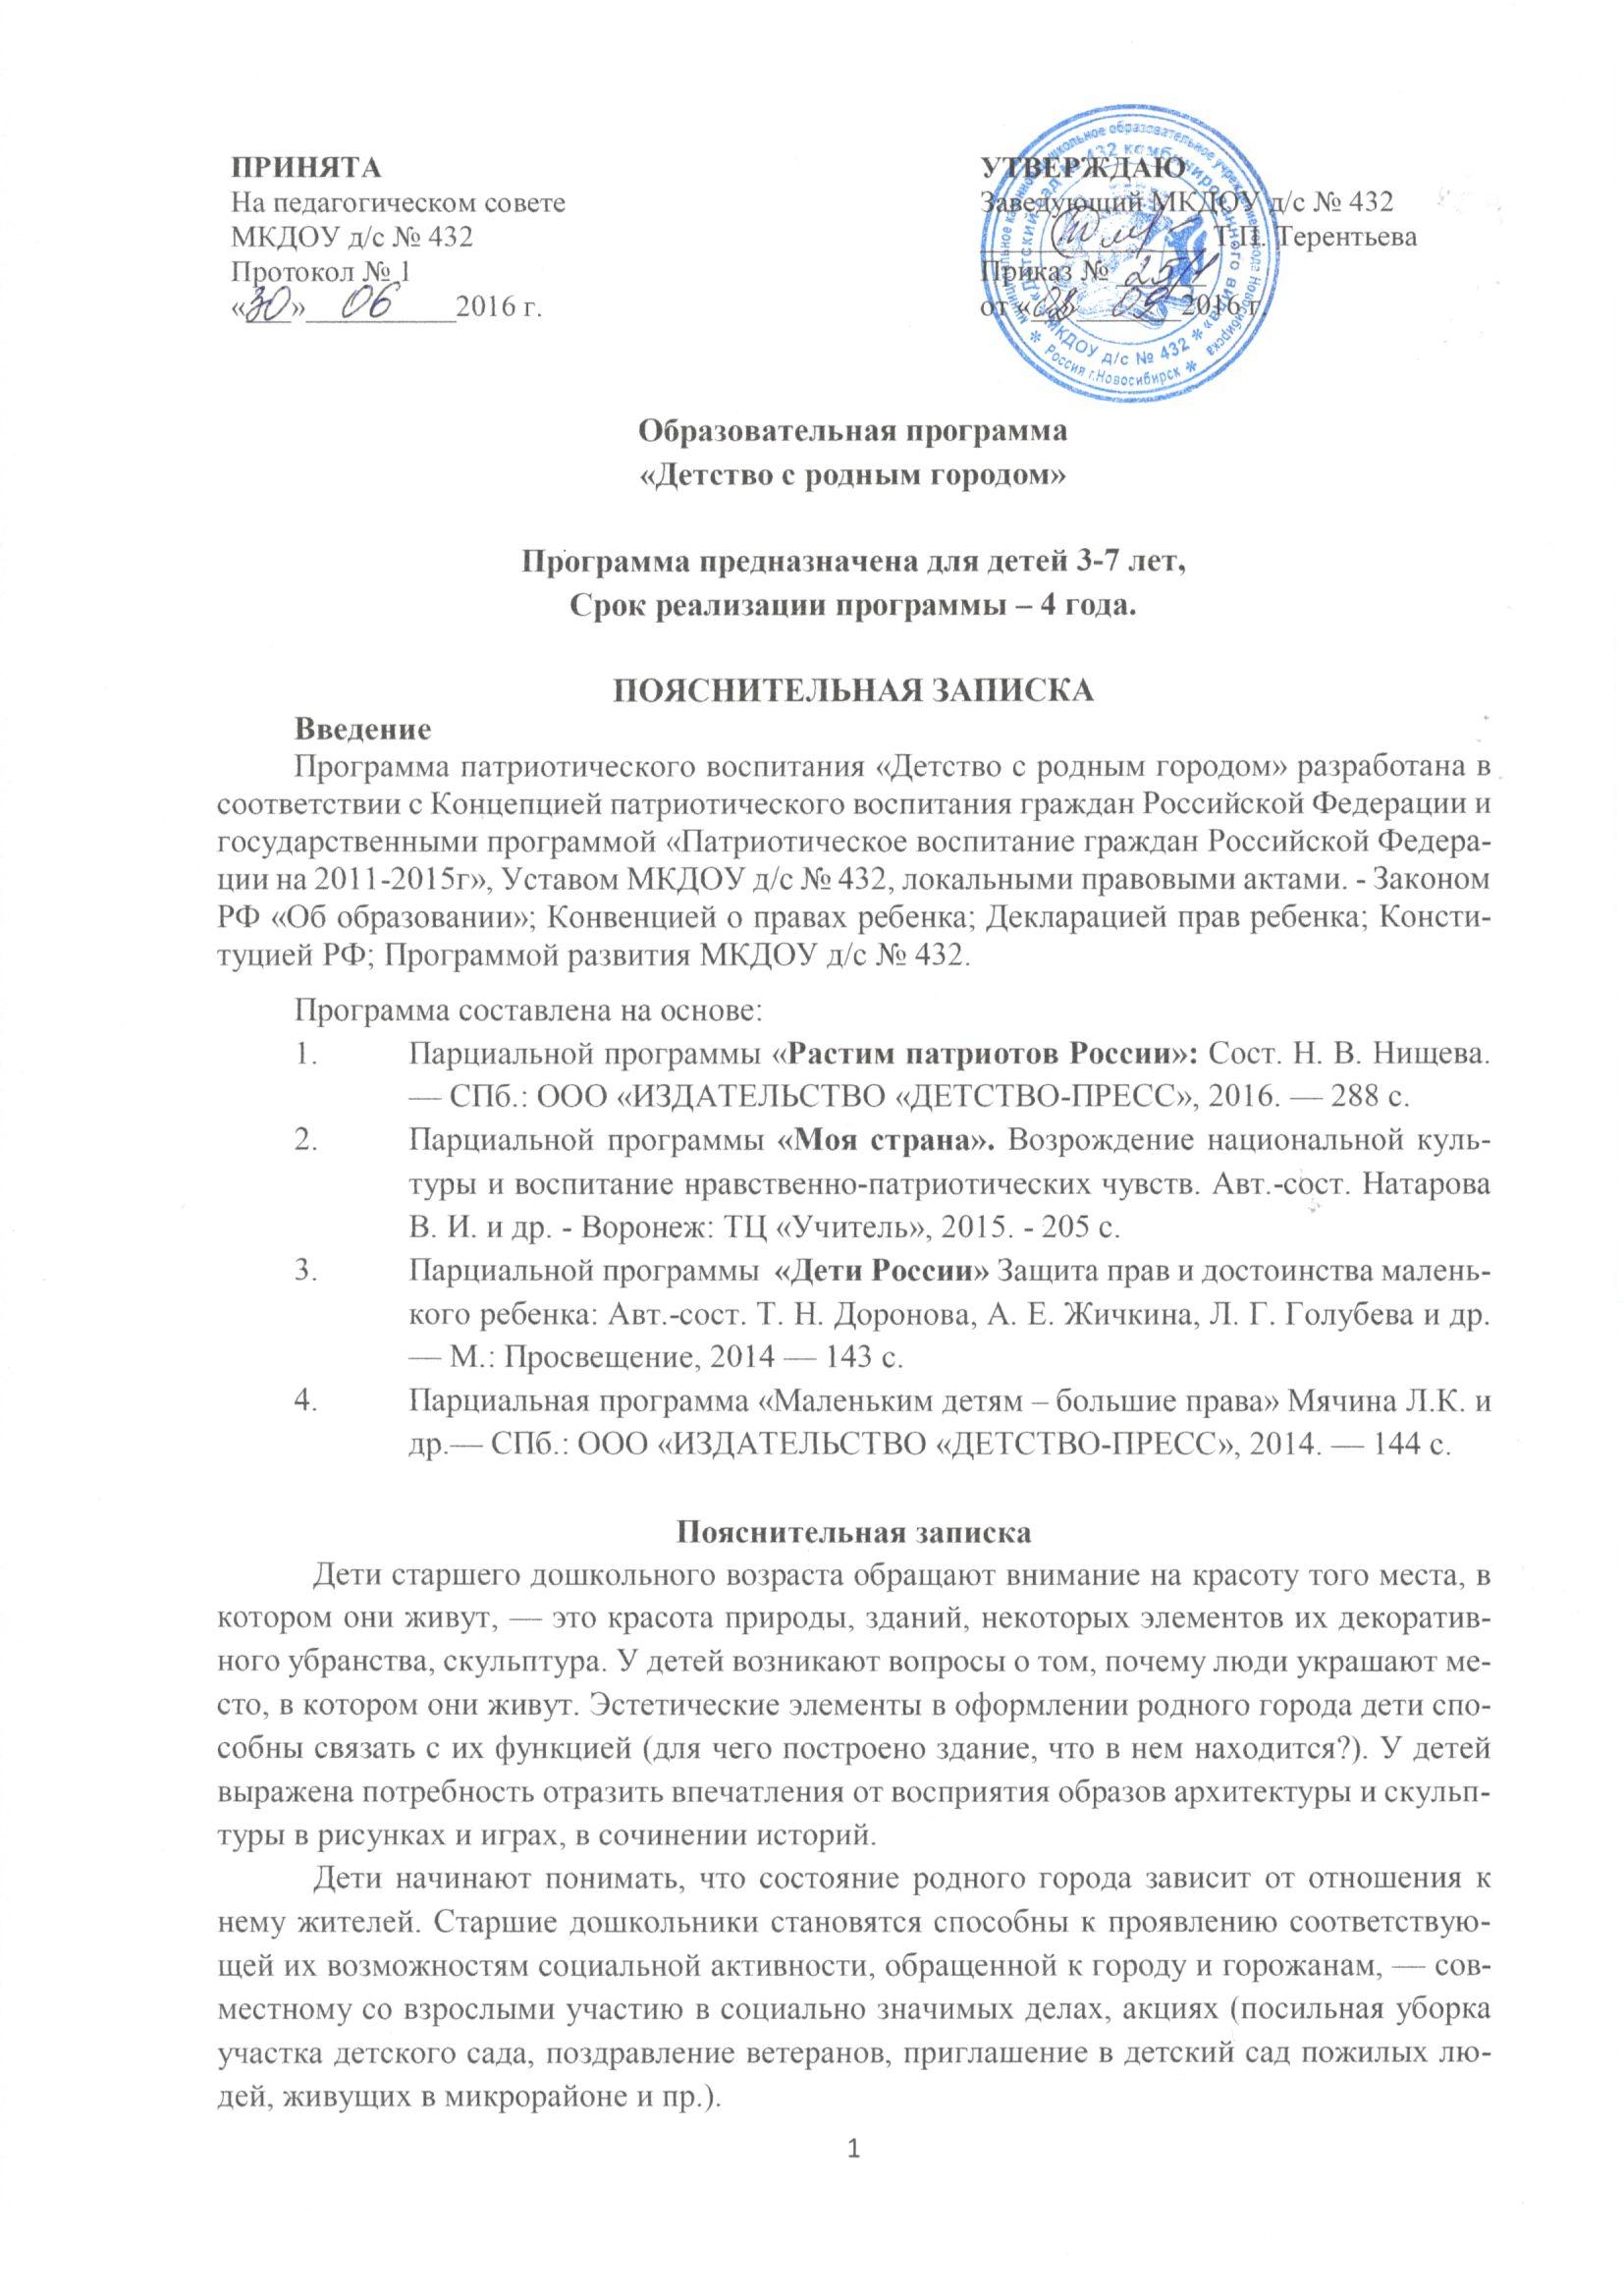 ПРИНЯТА
На педагогическом совете
МКДОУ д/с № 432
Протокол № 1
«30» 06 2016 г.
УТВЕРЖДАЮ
Заведующий МКДОУ д/с № 432
Т.П. Терентьева
Приказ №
от « » 09 2016 г.
«Детский сад № 432 комбинированного вида»
МКДОУ д/с № 432
Россия г.Новосибирск
Образовательная программа
«Детство с родным городом»
Программа предназначена для детей 3-7 лет,
Срок реализации программы – 4 года.
ПОЯСНИТЕЛЬНАЯ ЗАПИСКА
Введение
Программа патриотического воспитания «Детство с родным городом» разработана в
соответствии с Концепцией патриотического воспитания граждан Российской Федерации и
государственными программой «Патриотическое воспитание граждан Российской Федера-
ции на 2011-2015г», Уставом МКДОУ д/с № 432, локальными правовыми актами. - Законом
РФ «Об образовании»; Конвенцией о правах ребенка; Декларацией прав ребенка; Консти-
туцией РФ; Программой развития МКДОУ д/с № 432.
Программа составлена на основе:
1. Парциальной программы «Растим патриотов России»: Сост. Н. В. Нищева.
— СПб.: ООО «ИЗДАТЕЛЬСТВО «ДЕТСТВО-ПРЕСС», 2016. — 288 с.
2. Парциальной программы «Моя страна». Возрождение национальной куль-
туры и воспитание нравственно-патриотических чувств. Авт.-сост. Натарова
В. И. и др. - Воронеж: ТЦ «Учитель», 2015. - 205 с.
3. Парциальной программы «Дети России» Защита прав и достоинства малень-
кого ребенка: Авт.-сост. Т. Н. Доронова, А. Е. Жичкина, Л. Г. Голубева и др.
— М.: Просвещение, 2014 — 143 с.
4. Парциальная программа «Маленьким детям – большие права» Мячина Л.К. и
др.— СПб.: ООО «ИЗДАТЕЛЬСТВО «ДЕТСТВО-ПРЕСС», 2014. — 144 с.
Пояснительная записка
Дети старшего дошкольного возраста обращают внимание на красоту того места, в
котором они живут, — это красота природы, зданий, некоторых элементов их декоратив-
ного убранства, скульптура. У детей возникают вопросы о том, почему люди украшают ме-
сто, в котором они живут. Эстетические элементы в оформлении родного города дети спо-
собны связать с их функцией (для чего построено здание, что в нем находится?). У детей
выражена потребность отразить впечатления от восприятия образов архитектуры и скульп-
туры в рисунках и играх, в сочинении историй.
Дети начинают понимать, что состояние родного города зависит от отношения к
нему жителей. Старшие дошкольники становятся способны к проявлению соответствую-
щей их возможностям социальной активности, обращенной к городу и горожанам, — сов-
местному со взрослыми участию в социально значимых делах, акциях (посильная уборка
участка детского сада, поздравление ветеранов, приглашение в детский сад пожилых лю-
дей, живущих в микрорайоне и пр.).
1